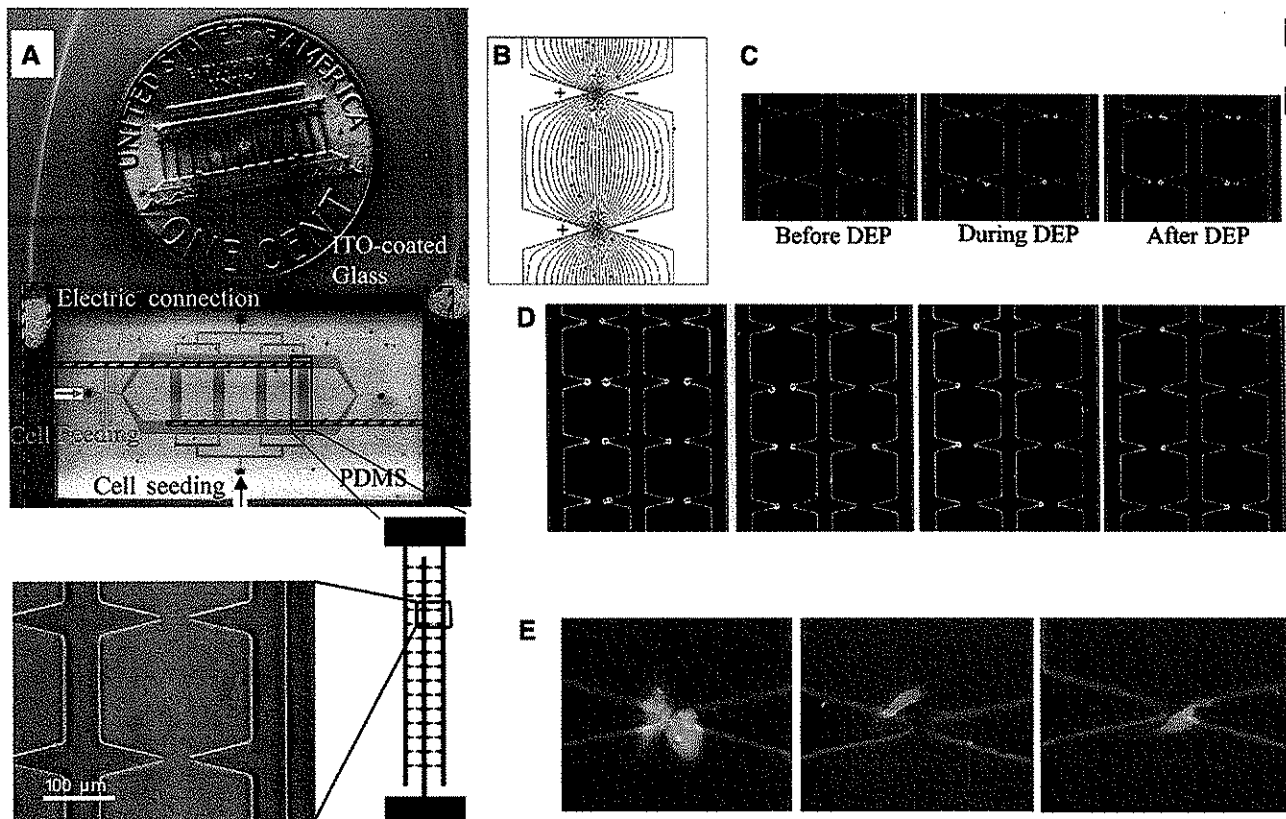 A
UNITED STATES OF AMERICA
ONE CENT
ITO-coated
Glass
Electric connection
Cell seeding
Cell seeding
PDMS
100 µm
B
+ −
+ −
C
Before DEP
During DEP
After DEP
D
E